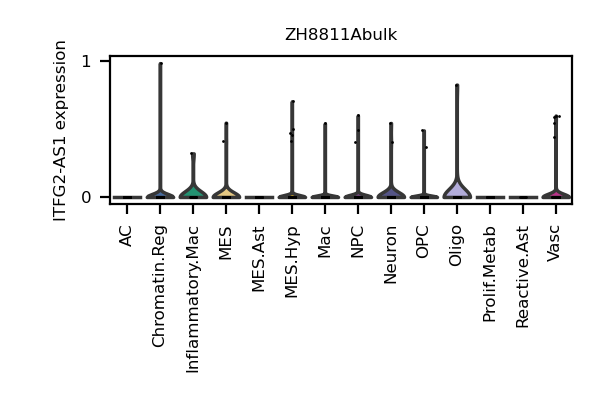 ZH8811Abulk
ITFG2-AS1 expression
1
0
AC
Chromatin.Reg
Inflammatory.Mac
MES
MES.Ast
MES.Hyp
Mac
NPC
Neuron
OPC
Oligo
Prolif.Metab
Reactive.Ast
Vasc